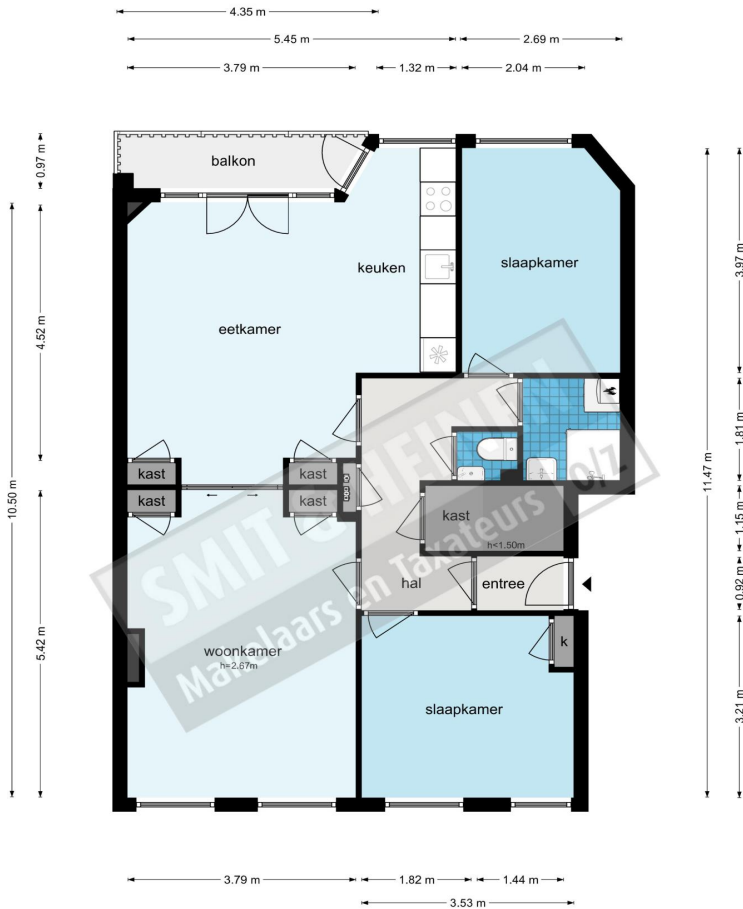 4.35 m
5.45 m
2.69 m
3.79 m
1.32 m
2.04 m
0.97 m
balkon
keuken
slaapkamer
eetkamer
4.52 m
3.97 m
10.50 m
11.47 m
1.81 m
kast
kast
kast
kast
kast
h<1.50m
1.15 m
hal
entree
0.92 m
5.42 m
woonkamer
h=2.67m
k
slaapkamer
3.21 m
SMIT & HEINEN
Makelaars en Taxateurs o/z
3.79 m
1.82 m
1.44 m
3.53 m